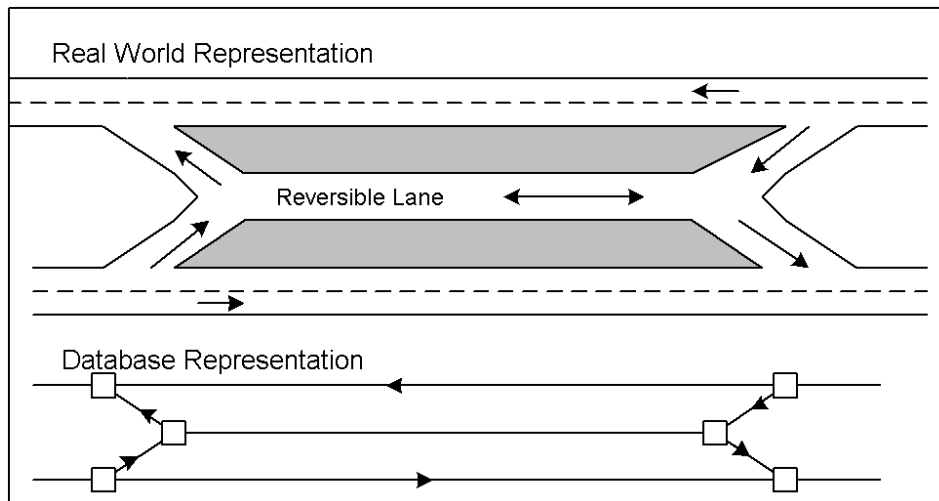 Real World Representation
Reversible Lane
Database Representation